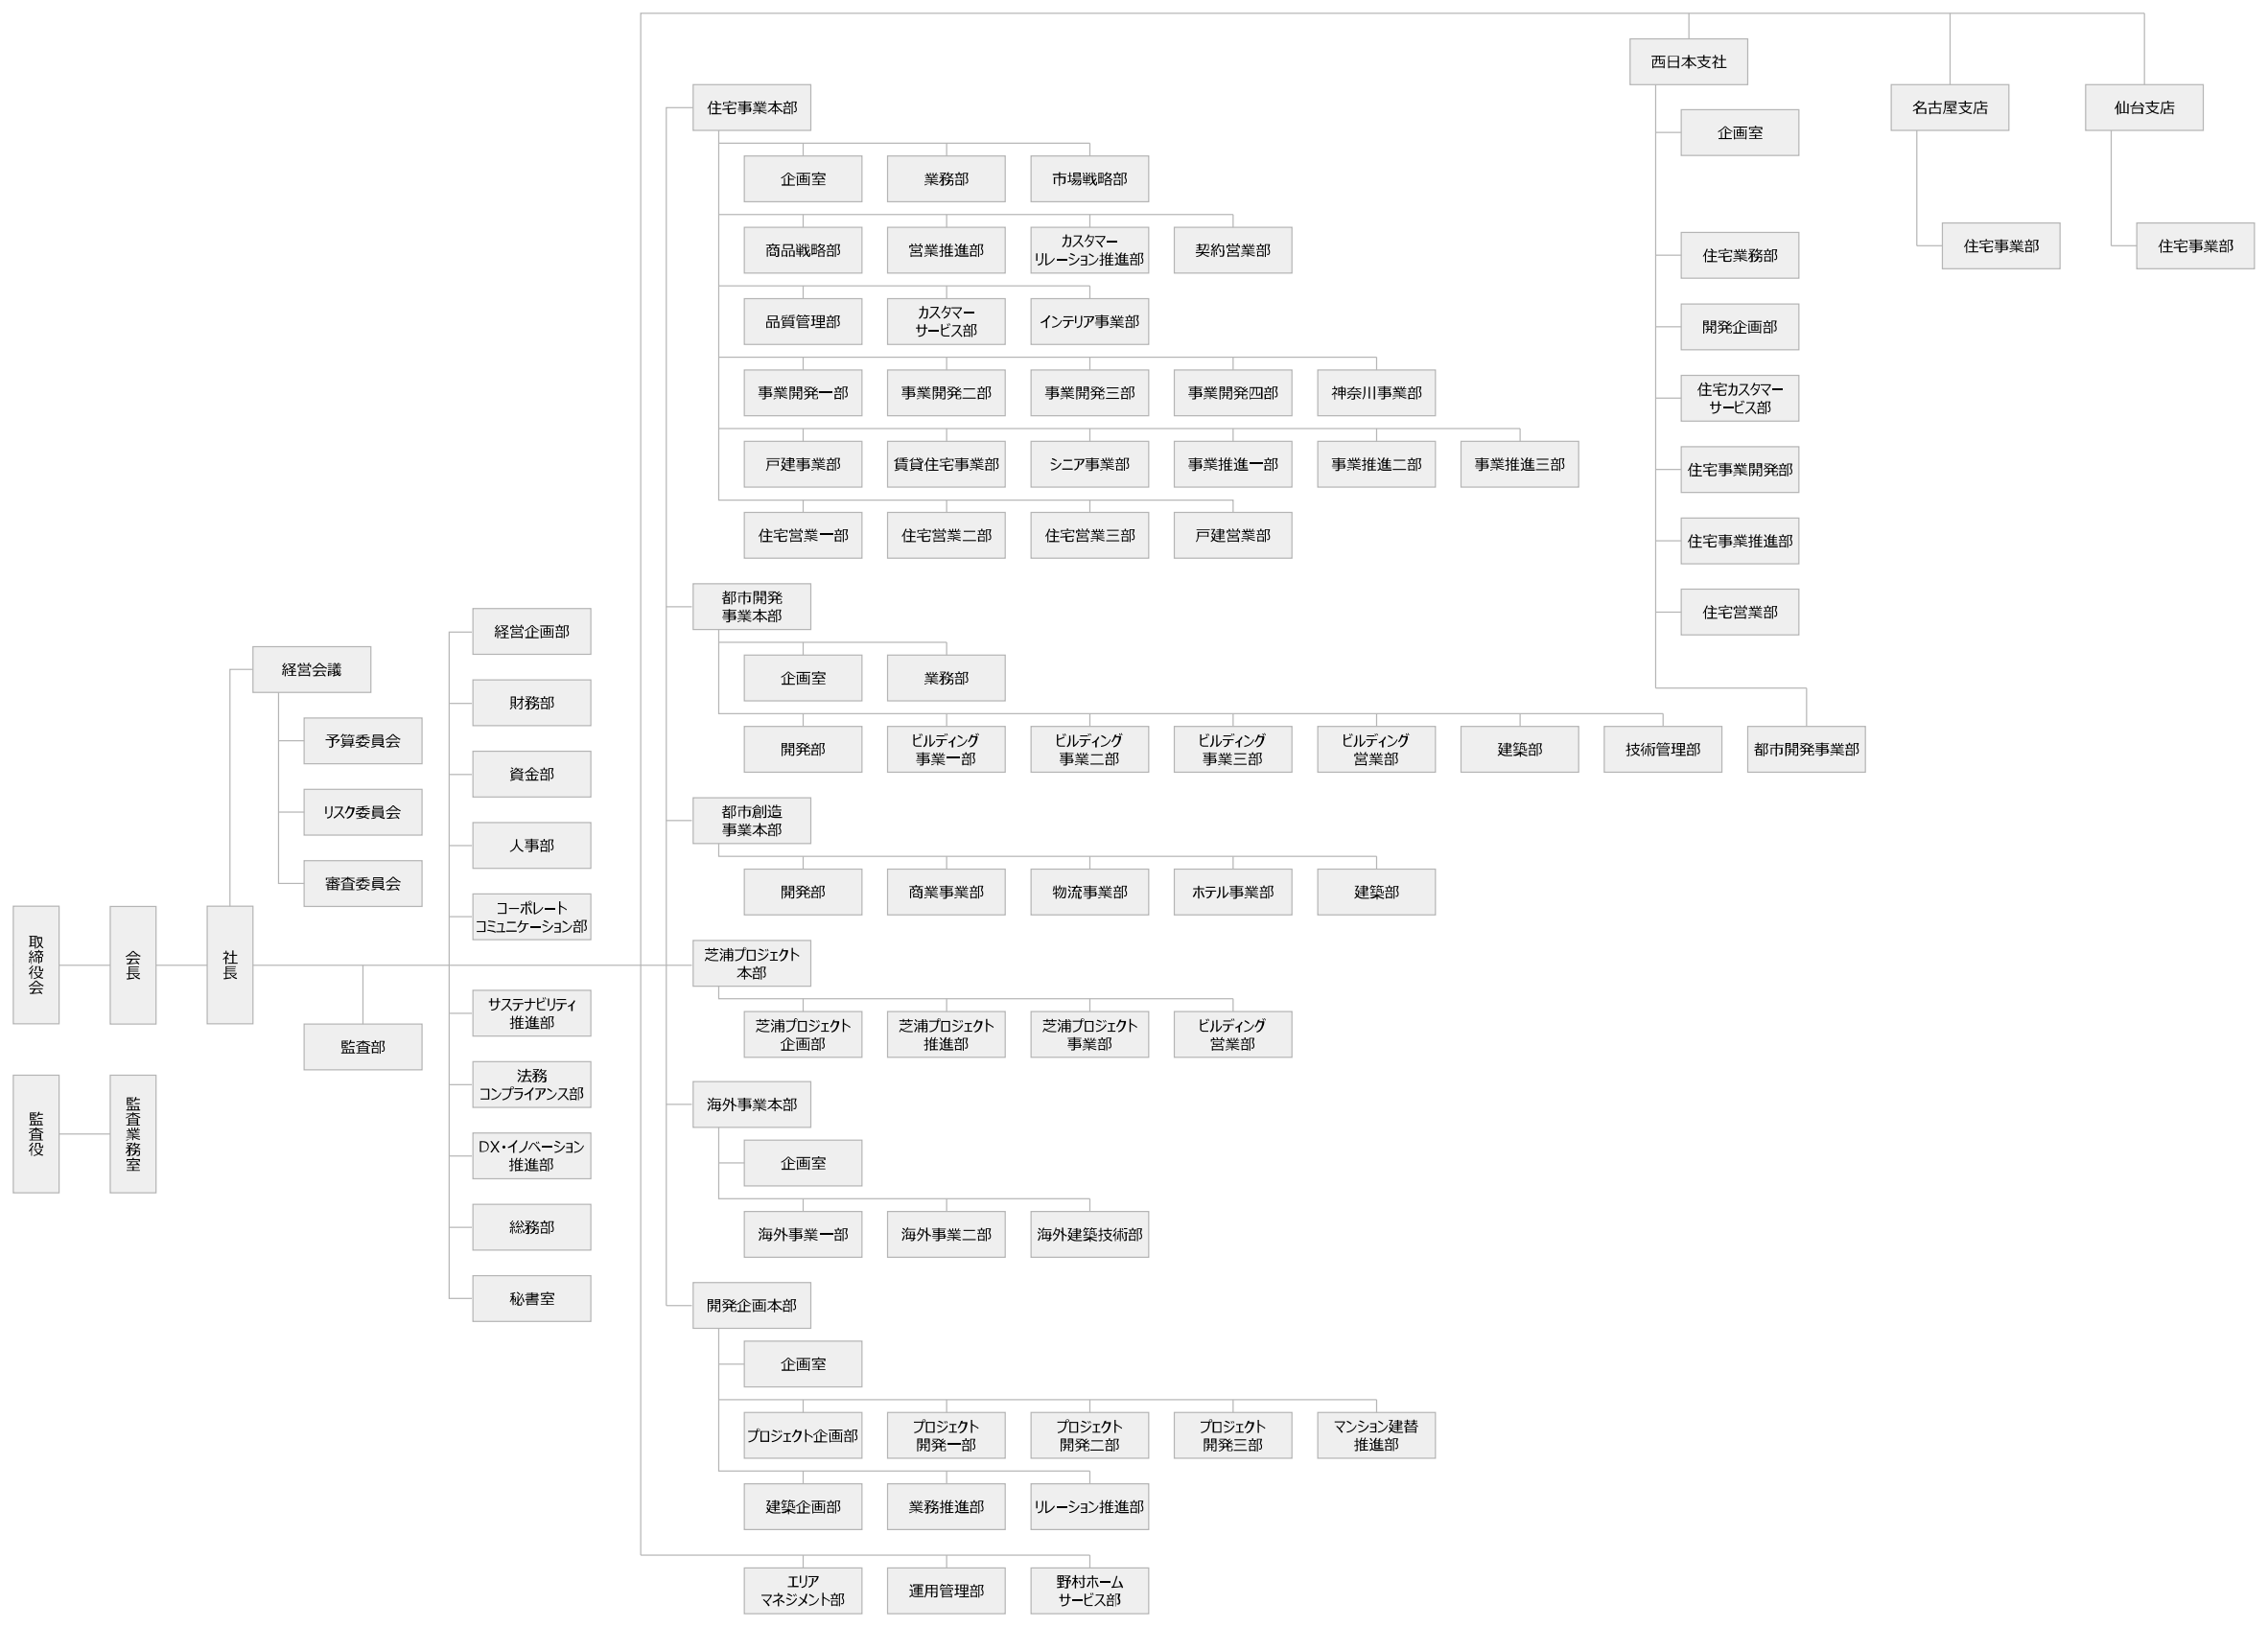 取締役会
会長
社長
監査役
監査業務室
経営会議
予算委員会
リスク委員会
審査委員会
監査部
経営企画部
財務部
資金部
人事部
コーポレート
コミュニケーション部
サステナビリティ
推進部
法務
コンプライアンス部
DX・イノベーション
推進部
総務部
秘書室
住宅事業本部
企画室
業務部
市場戦略部
商品戦略部
営業推進部
カスタマー
リレーション推進部
契約営業部
品質管理部
カスタマー
サービス部
インテリア事業部
事業開発一部
事業開発二部
事業開発三部
事業開発四部
神奈川事業部
戸建事業部
賃貸住宅事業部
シニア事業部
事業推進一部
事業推進二部
事業推進三部
住宅営業一部
住宅営業二部
住宅営業三部
戸建営業部
都市開発
事業本部
企画室
業務部
開発部
ビルディング
事業一部
ビルディング
事業二部
ビルディング
事業三部
ビルディング
営業部
建築部
技術管理部
都市創造
事業本部
開発部
商業事業部
物流事業部
ホテル事業部
建築部
芝浦プロジェクト
本部
芝浦プロジェクト
企画部
芝浦プロジェクト
推進部
芝浦プロジェクト
事業部
ビルディング
営業部
海外事業本部
企画室
海外事業一部
海外事業二部
海外建築技術部
開発企画本部
企画室
プロジェクト企画部
プロジェクト
開発一部
プロジェクト
開発二部
プロジェクト
開発三部
マンション建替
推進部
建築企画部
業務推進部
リレーション推進部
エリア
マネジメント部
運用管理部
野村ホーム
サービス部
西日本支社
企画室
住宅業務部
開発企画部
住宅カスタマー
サービス部
住宅事業開発部
住宅事業推進部
住宅営業部
都市開発事業部
名古屋支店
住宅事業部
仙台支店
住宅事業部